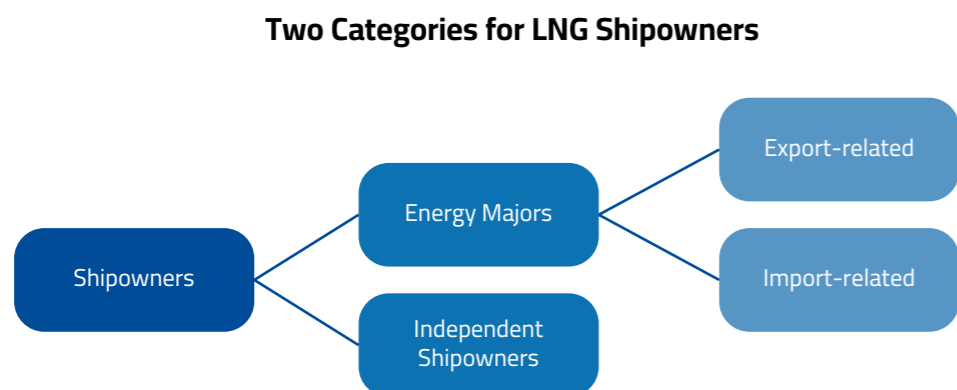 Two Categories for LNG Shipowners
Export-related
Energy Majors
Shipowners
Import-related
Independent
Shipowners